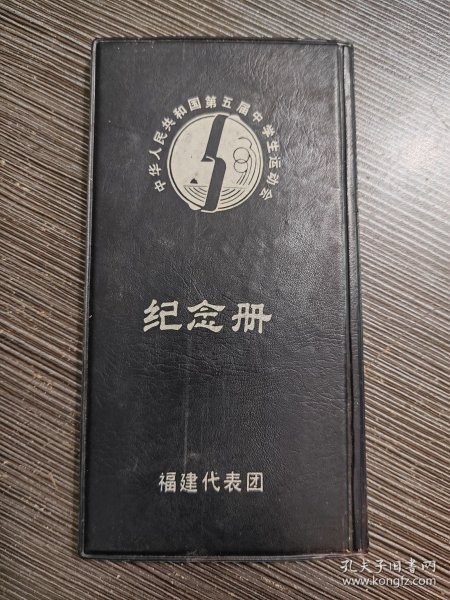 中华人民共和国第五届中学生运动会
纪念册
福建代表团
孔夫子旧书网
www.kongfz.com